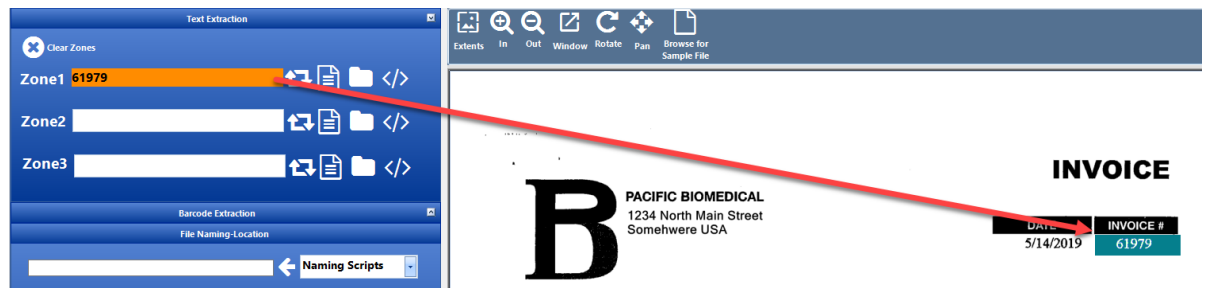 Text Extraction
Clear Zones
Zone1 61979
Zone2
Zone3
Barcode Extraction
File Naming-Location
Naming Scripts
Extents In Out Window Rotate Pan Browse for
Sample File
INVOICE
B
PACIFIC BIOMEDICAL
1234 North Main Street
Somehwere USA
DATE INVOICE #
5/14/2019 61979